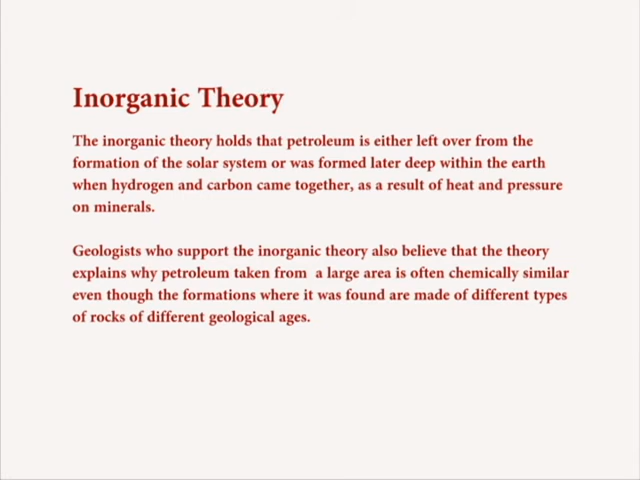 Inorganic Theory
The inorganic theory holds that petroleum is either left over from the
formation of the solar system or was formed later deep within the earth
when hydrogen and carbon came together, as a result of heat and pressure
on minerals.
Geologists who support the inorganic theory also believe that the theory
explains why petroleum taken from  a large area is often chemically similar
even though the formations where it was found are made of different types
of rocks of different geological ages.